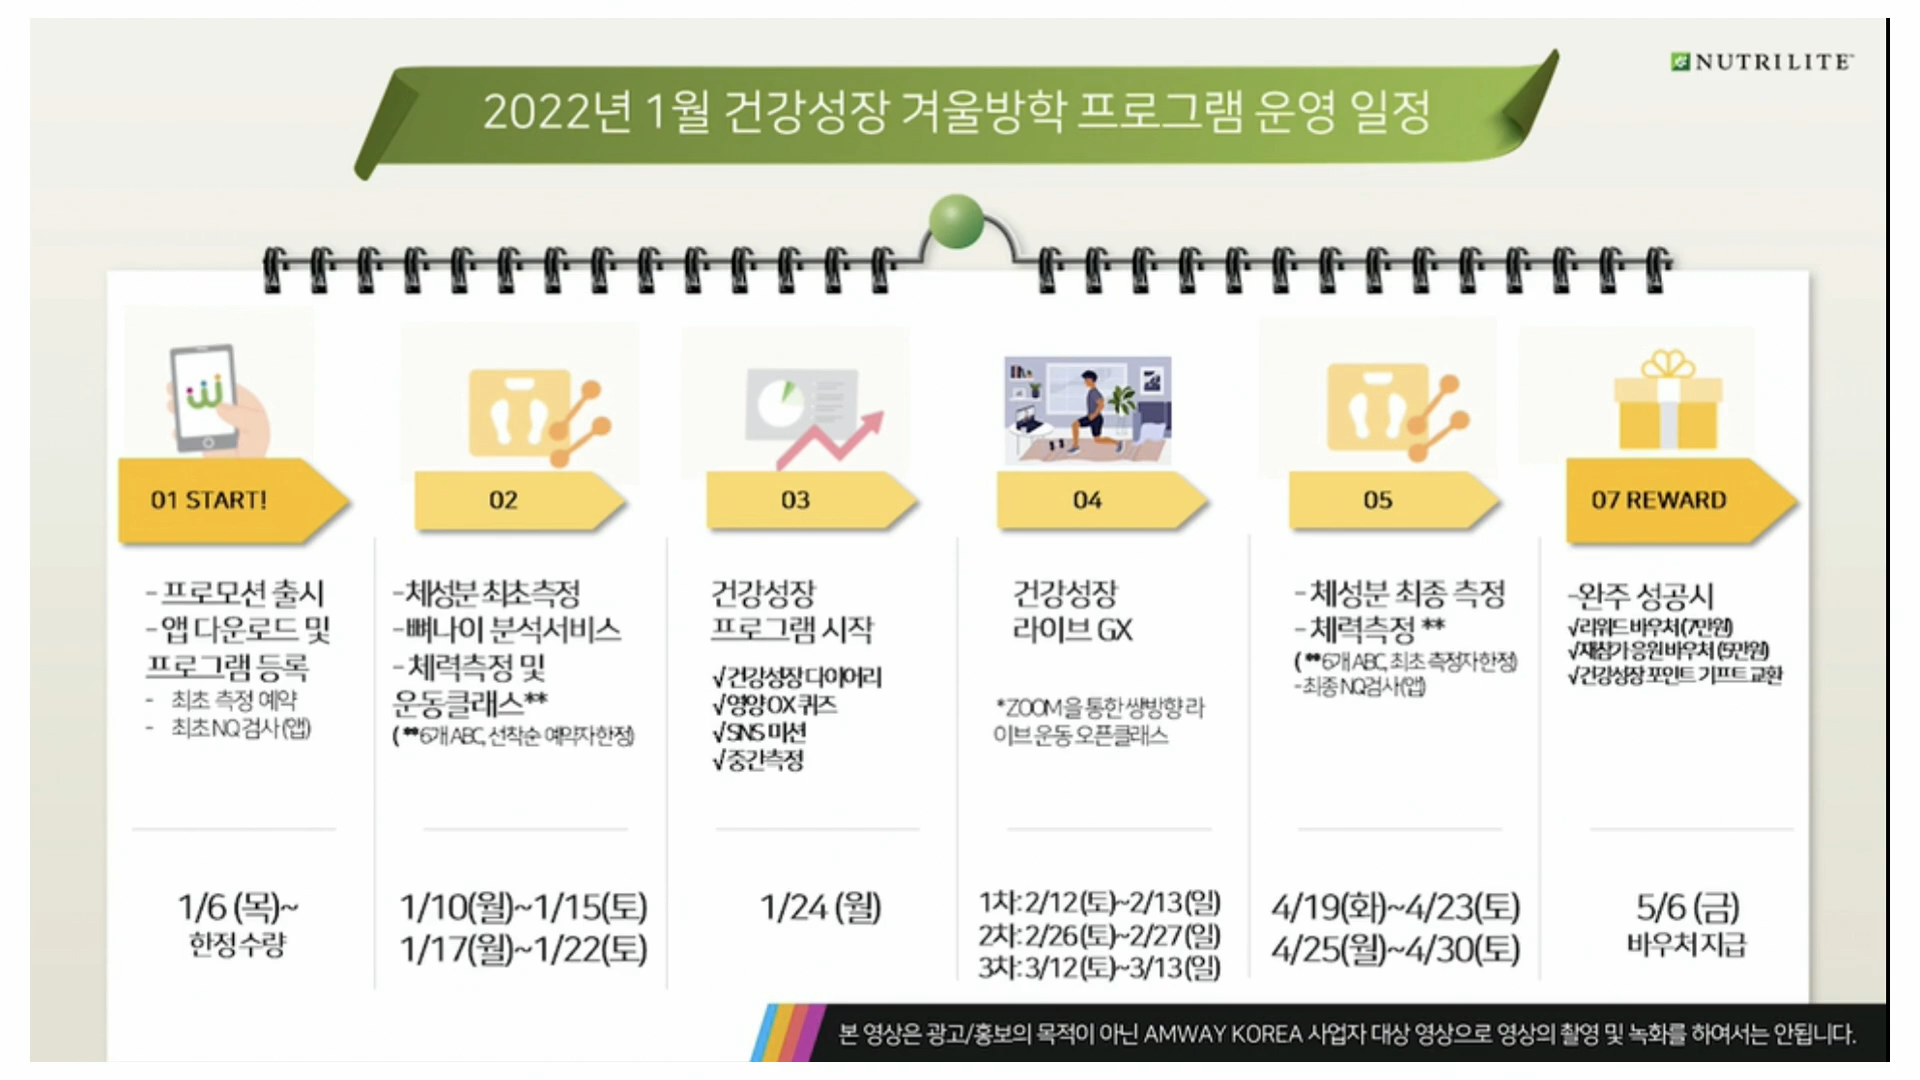 NUTRILITE™
2022년 1월 건강성장 겨울방학 프로그램 운영 일정
01 START!
- 프로모션 출시
- 앱 다운로드 및
프로그램 등록
- 최초 측정 예약
- 최초 NQ 검사 (앱)
1/6 (목)~
한정 수량
02
-체성분 최초측정
-뼈나이 분석서비스
- 체력측정 및
운동클래스**
( **6개 ABC, 선착순 예약자 한정)
1/10(월)~1/15(토)
1/17(월)~1/22(토)
03
건강성장
프로그램 시작
√건강성장 다이어리
√영양 OX 퀴즈
√SNS 미션
√중간측정
1/24 (월)
04
건강성장
라이브 GX
*ZOOM을 통한 쌍방향 라
이브 운동 오픈클래스
1차: 2/12(토)~2/13(일)
2차: 2/26(토)~2/27(일)
3차: 3/12(토)~3/13(일)
05
- 체성분 최종 측정
- 체력측정 **
( **6개 ABC, 최초 측정자 한정)
-최종 NQ검사 (앱)
4/19(화)~4/23(토)
4/25(월)~4/30(토)
07 REWARD
-완주 성공시
√리워드 바우처 (7만원)
√재참가 응원 바우처 (5만원)
√건강성장 포인트 기프트 교환
5/6 (금)
바우처 지급
본 영상은 광고/홍보의 목적이 아닌 AMWAY KOREA 사업자 대상 영상으로 영상의 촬영 및 녹화를 하여서는 안됩니다.